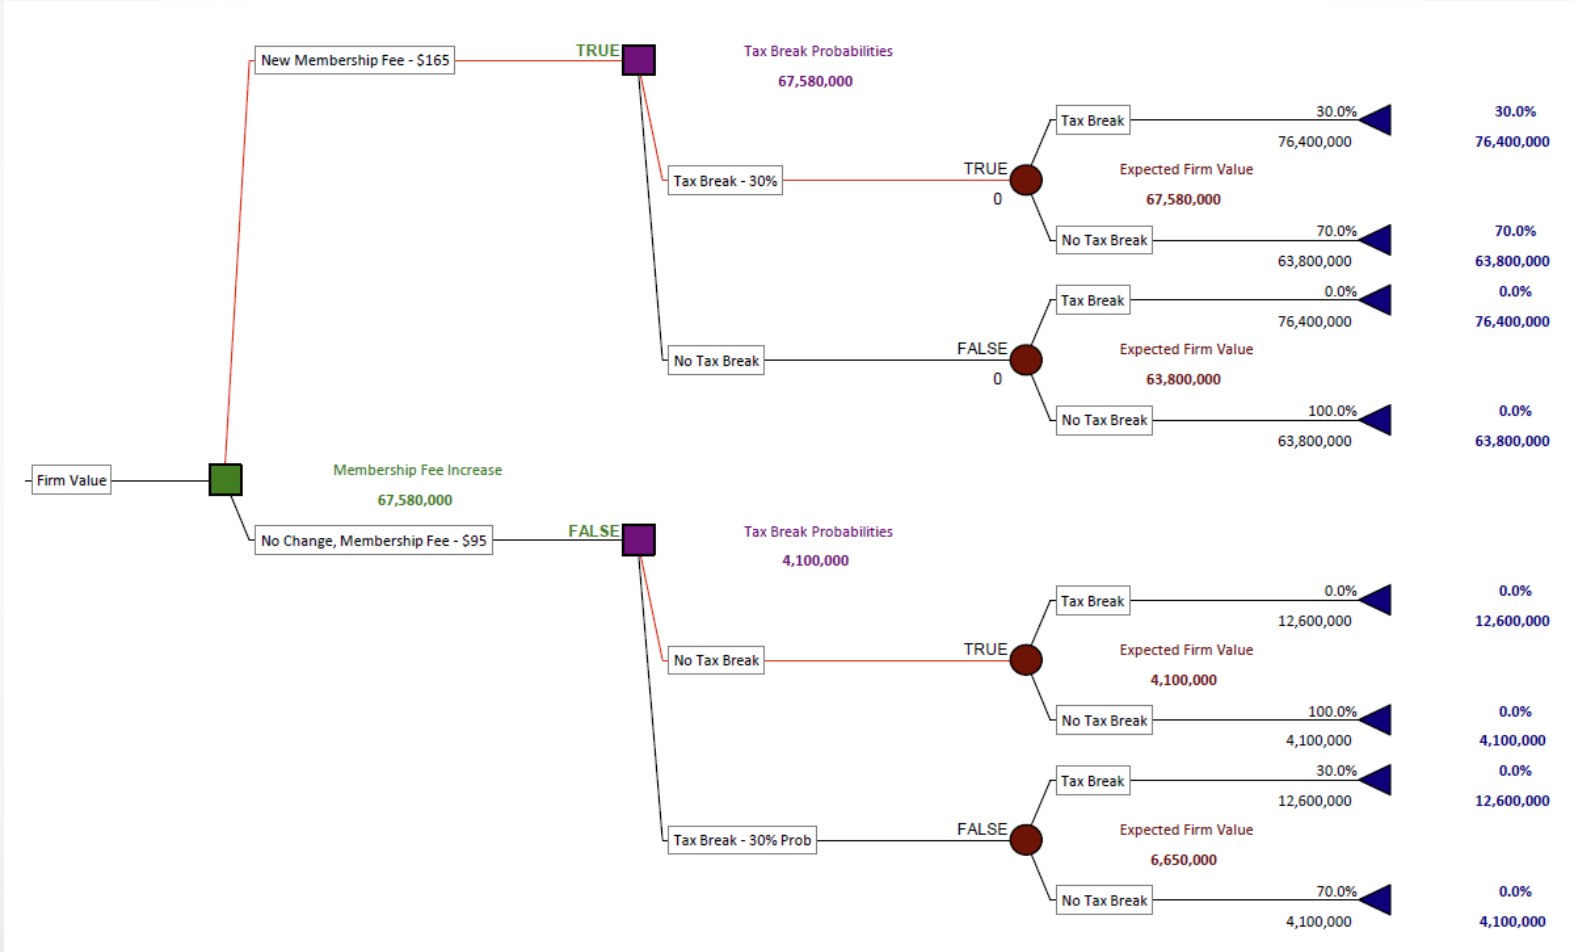 New Membership Fee - $165
TRUE
Tax Break Probabilities
67,580,000
Tax Break
30.0%
76,400,000
30.0%
76,400,000
Tax Break - 30%
TRUE
0
Expected Firm Value
67,580,000
No Tax Break
70.0%
63,800,000
70.0%
63,800,000
Tax Break
0.0%
76,400,000
0.0%
76,400,000
No Tax Break
FALSE
0
Expected Firm Value
63,800,000
No Tax Break
100.0%
63,800,000
0.0%
63,800,000
Firm Value
Membership Fee Increase
67,580,000
No Change, Membership Fee - $95
FALSE
Tax Break Probabilities
4,100,000
Tax Break
0.0%
12,600,000
0.0%
12,600,000
No Tax Break
TRUE
Expected Firm Value
4,100,000
No Tax Break
100.0%
4,100,000
0.0%
4,100,000
Tax Break
30.0%
12,600,000
0.0%
12,600,000
Tax Break - 30% Prob
FALSE
Expected Firm Value
6,650,000
No Tax Break
70.0%
4,100,000
0.0%
4,100,000